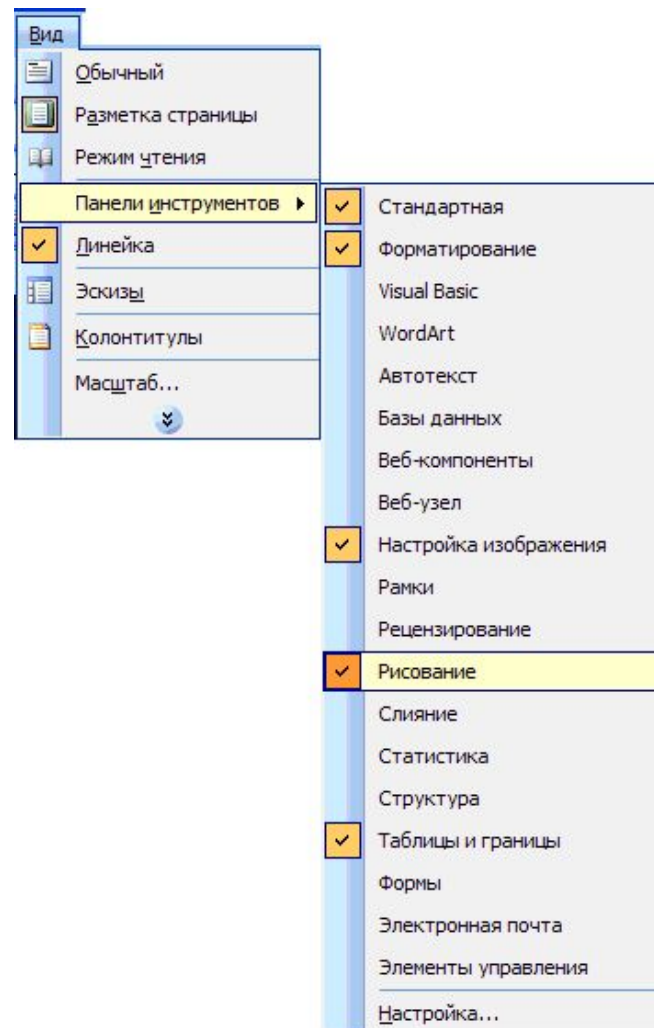 Вид
Обычный
Разметка страницы
Режим чтения
Панели инструментов
Линейка
Эскизы
Колонтитулы
Масштаб...
Стандартная
Форматирование
Visual Basic
WordArt
Автотекст
Базы данных
Веб-компоненты
Веб-узел
Настройка изображения
Рамки
Рецензирование
Рисование
Слияние
Статистика
Структура
Таблицы и границы
Формы
Электронная почта
Элементы управления
Настройка...